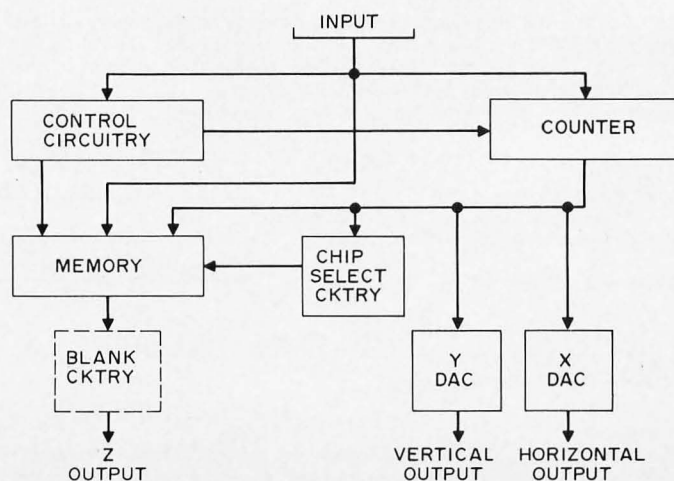 INPUT
CONTROL
CIRCUITRY
COUNTER
MEMORY
CHIP
SELECT
CKTRY
BLANK
CKTRY
Y
DAC
X
DAC
Z
OUTPUT
VERTICAL
OUTPUT
HORIZONTAL
OUTPUT